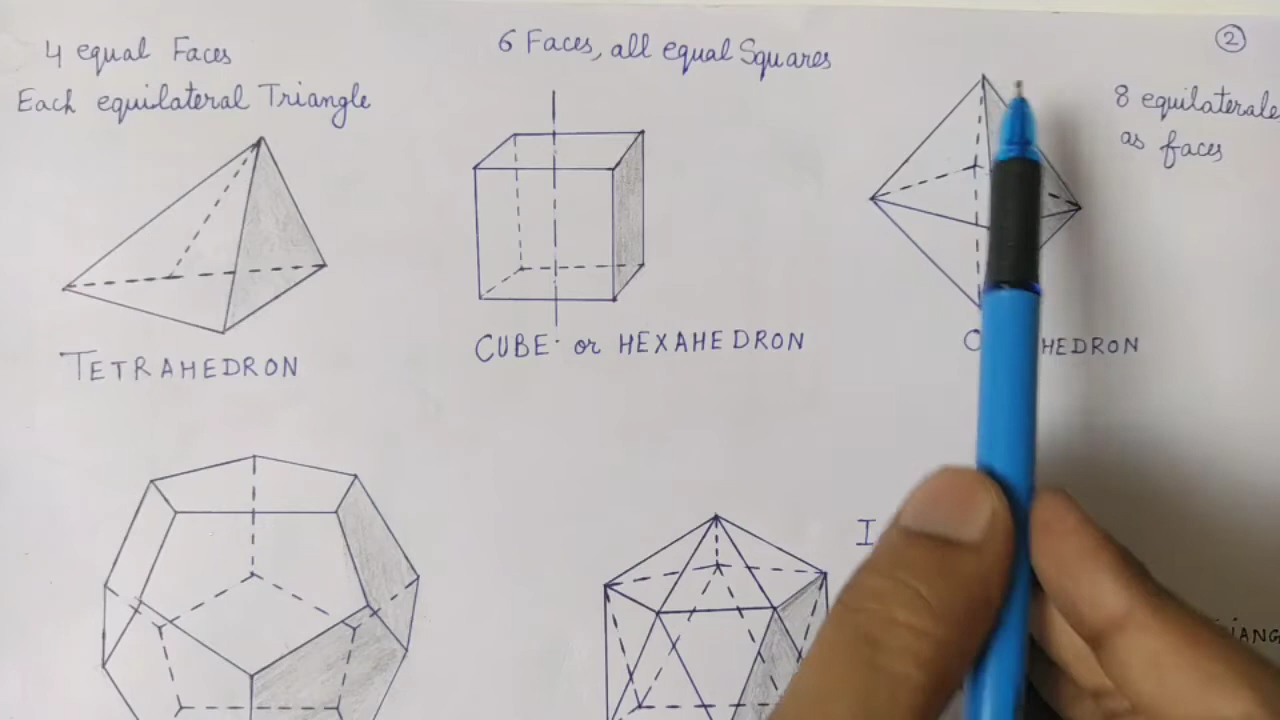 4 equal Faces
Each equilateral Triangle
6 Faces, all equal Squares
②
8 equilaterale
as faces
TETRAHEDRON
CUBE or HEXAHEDRON
HEDRON
I